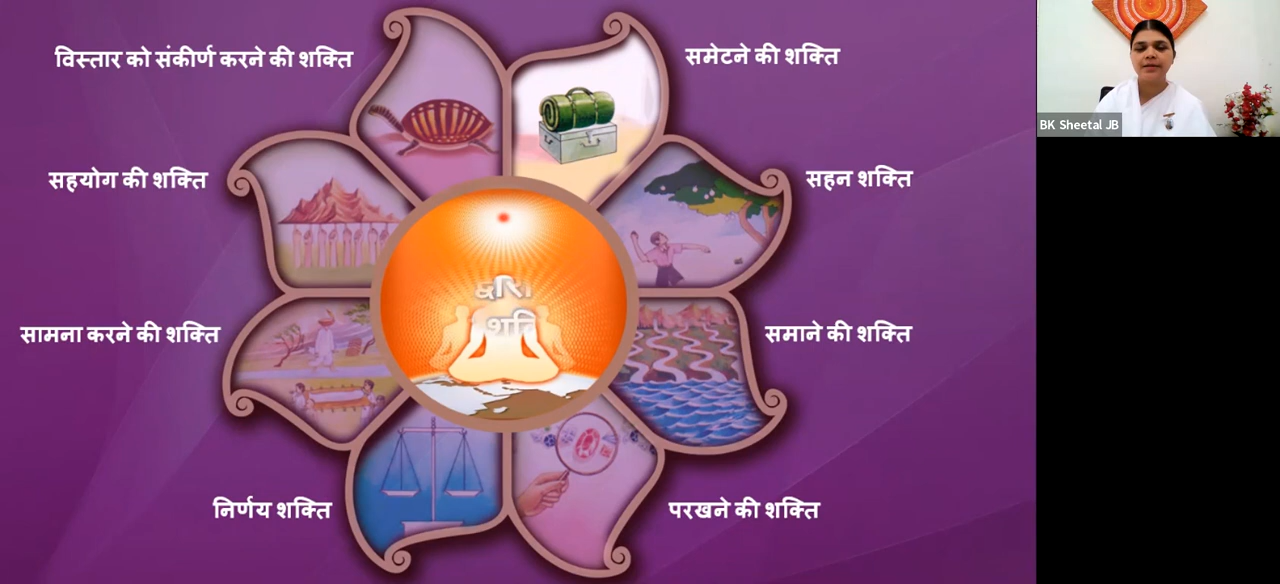 विस्तार को संकीर्ण करने की शक्ति
समेटने की शक्ति
BK Sheetal JB
सहयोग की शक्ति
सहन शक्ति
सामना करने की शक्ति
समाने की शक्ति
निर्णय शक्ति
परखने की शक्ति